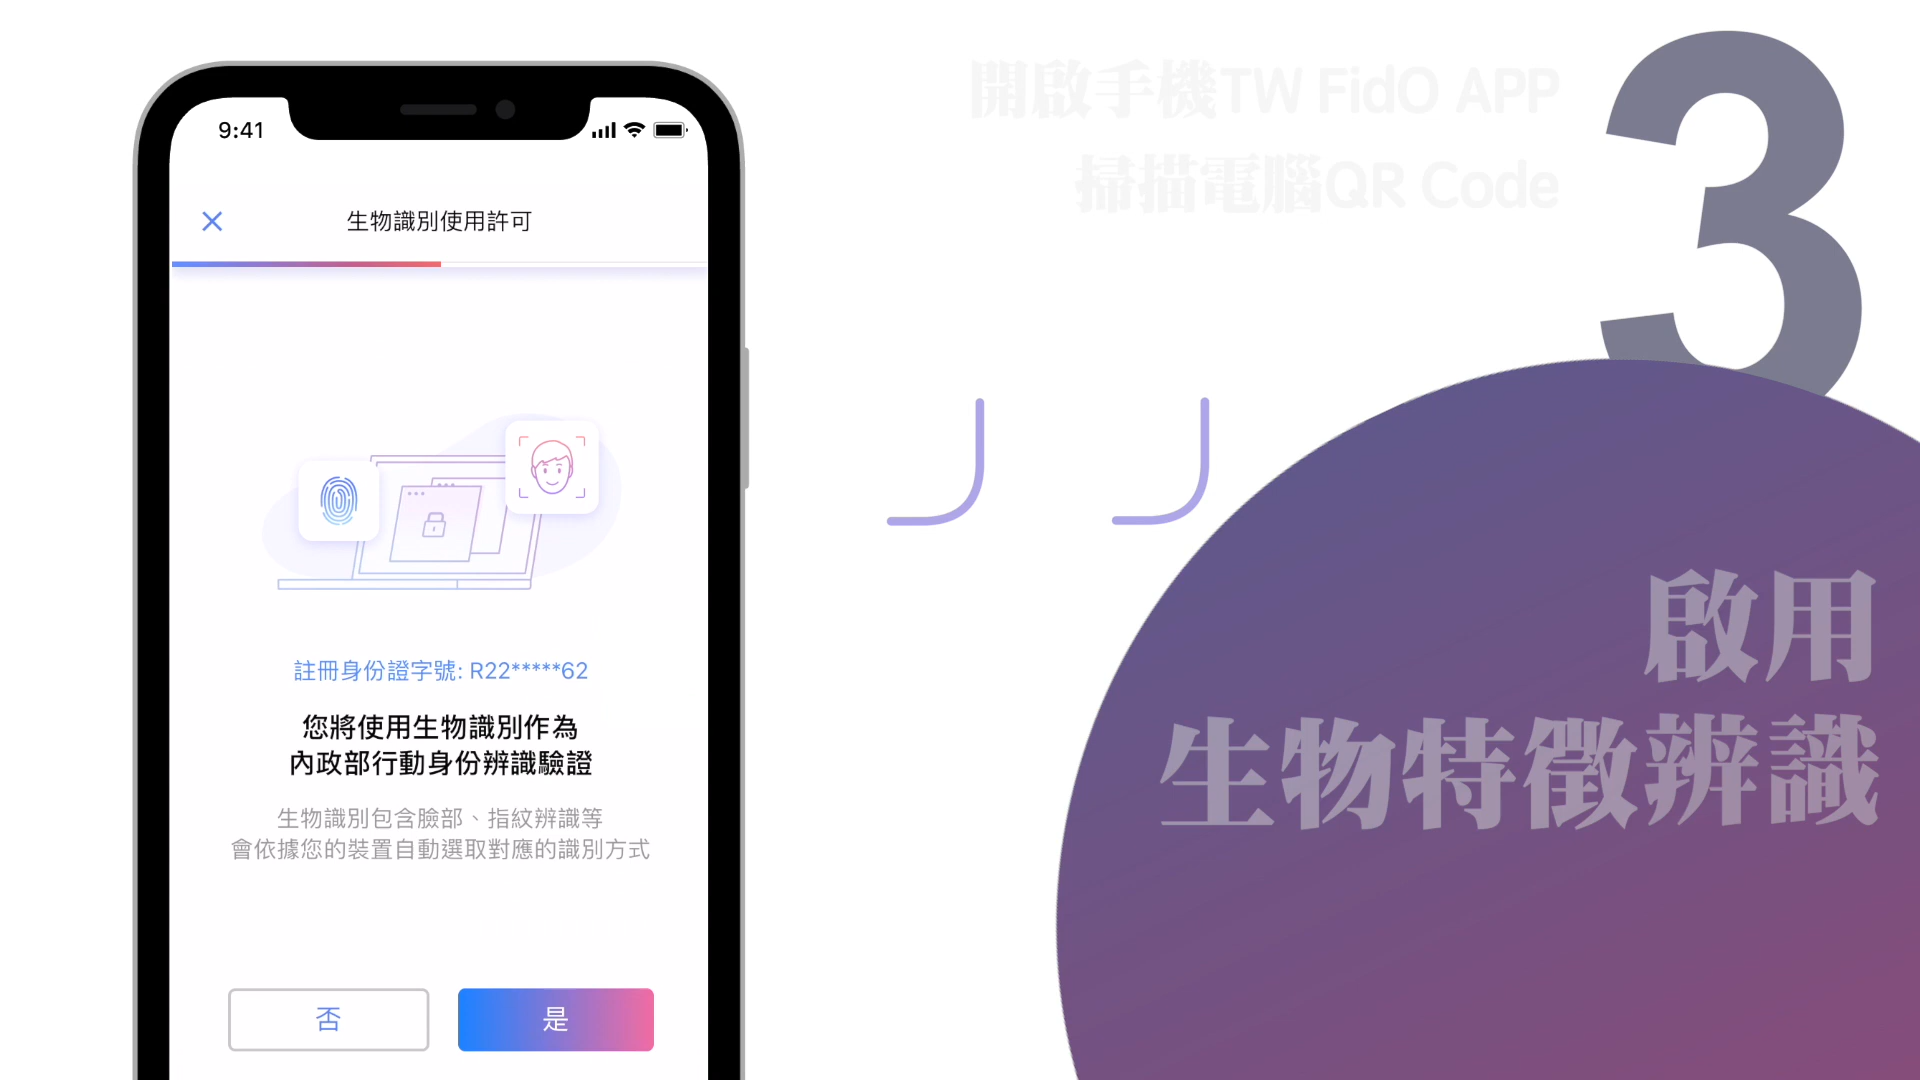 9:41
生物識別使用許可
註冊身份證字號: R22*****62
您將使用生物識別作為
內政部行動身份辨識驗證
生物識別包含臉部、指紋辨識等
會依據您的裝置自動選取對應的識別方式
否
是
開啟手機TW FidO APP
掃描電腦QR Code
3
啟用
生物特徵辨識